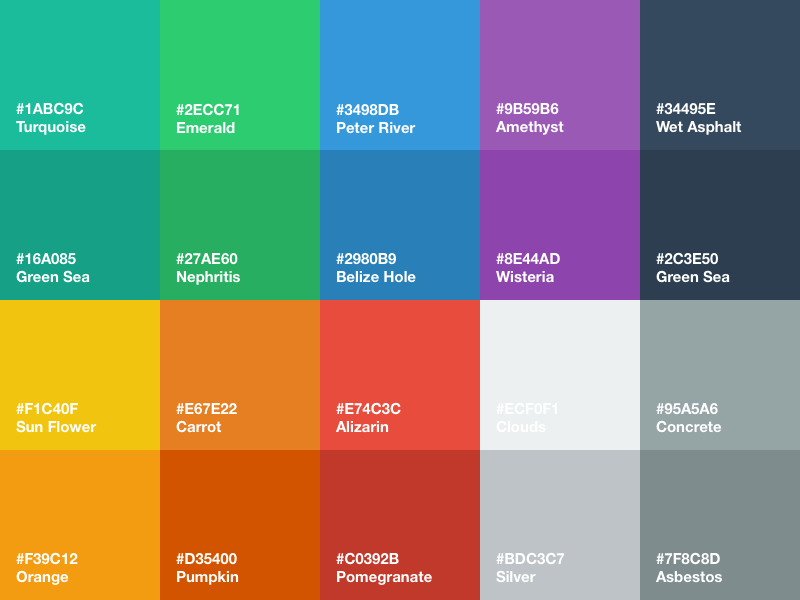 #1ABC9C
Turquoise
#2ECC71
Emerald
#3498DB
Peter River
#9B59B6
Amethyst
#34495E
Wet Asphalt
#16A085
Green Sea
#27AE60
Nephritis
#2980B9
Belize Hole
#8E44AD
Wisteria
#2C3E50
Green Sea
#F1C40F
Sun Flower
#E67E22
Carrot
#E74C3C
Alizarin
#ECF0F1
Clouds
#95A5A6
Concrete
#F39C12
Orange
#D35400
Pumpkin
#C0392B
Pomegranate
#BDC3C7
Silver
#7F8C8D
Asbestos